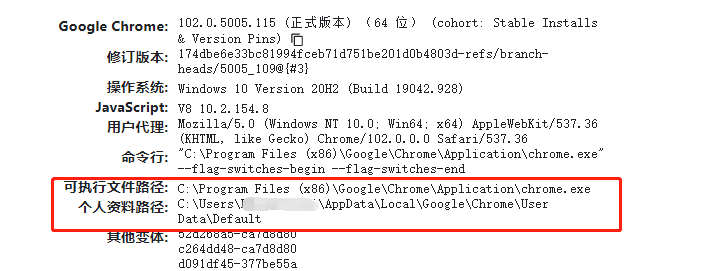 Google Chrome: 102.0.5005.115 (正式版本) (64 位) (cohort: Stable Installs
& Version Pins)
修订版本: 174dbe6e33bc81994fceb71d751be201d0b4803d-refs/branch-
heads/5005_109@{#3}
操作系统: Windows 10 Version 20H2 (Build 19042.928)
JavaScript: V8 10.2.154.8
用户代理: Mozilla/5.0 (Windows NT 10.0; Win64; x64) AppleWebKit/537.36
(KHTML, like Gecko) Chrome/102.0.0.0 Safari/537.36
命令行: "C:\Program Files (x86)\Google\Chrome\Application\chrome.exe"
--flag-switches-begin --flag-switches-end
可执行文件路径: C:\Program Files (x86)\Google\Chrome\Application\chrome.exe
个人资料路径: C:\Users\ \AppData\Local\Google\Chrome\User
Data\Default
其他变体: 52d268a5-ca7d8d80
c264dd48-ca7d8d80
d091df45-377be55a